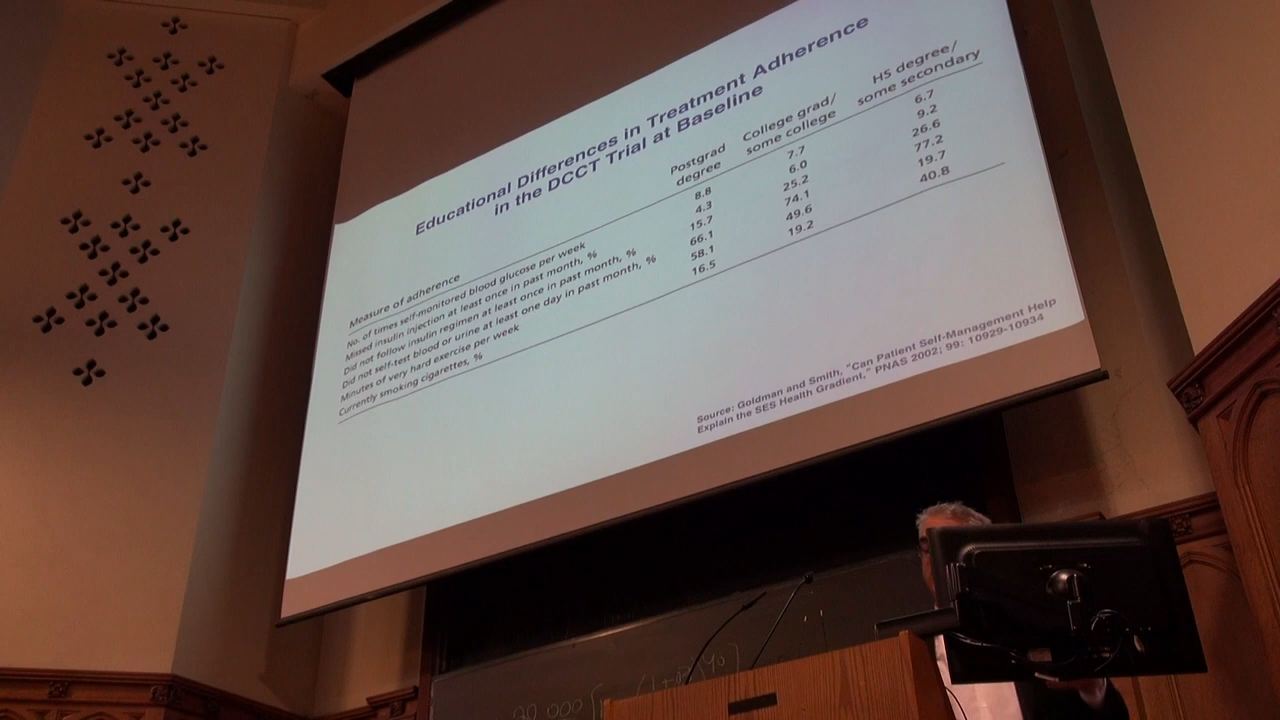 Educational Differences in Treatment Adherence
in the DCCT Trial at Baseline
Measure of adherence Postgrad degree College grad/ some college HS degree/ some secondary
No. of times self-monitored blood glucose per week 8.8 7.7 6.7
Missed insulin injection at least once in past month, % 4.3 6.0 9.2
Did not follow insulin regimen at least once in past month, % 15.7 25.2 26.6
Did not self-test blood or urine at least one day in past month, % 66.1 74.1 77.2
Minutes of very hard exercise per week 58.1 49.6 19.7
Currently smoking cigarettes, % 16.5 19.2 40.8
Source: Goldman and Smith, "Can Patient Self-Management Help
Explain the SES Health Gradient," PNAS 2002; 99: 10929-10934